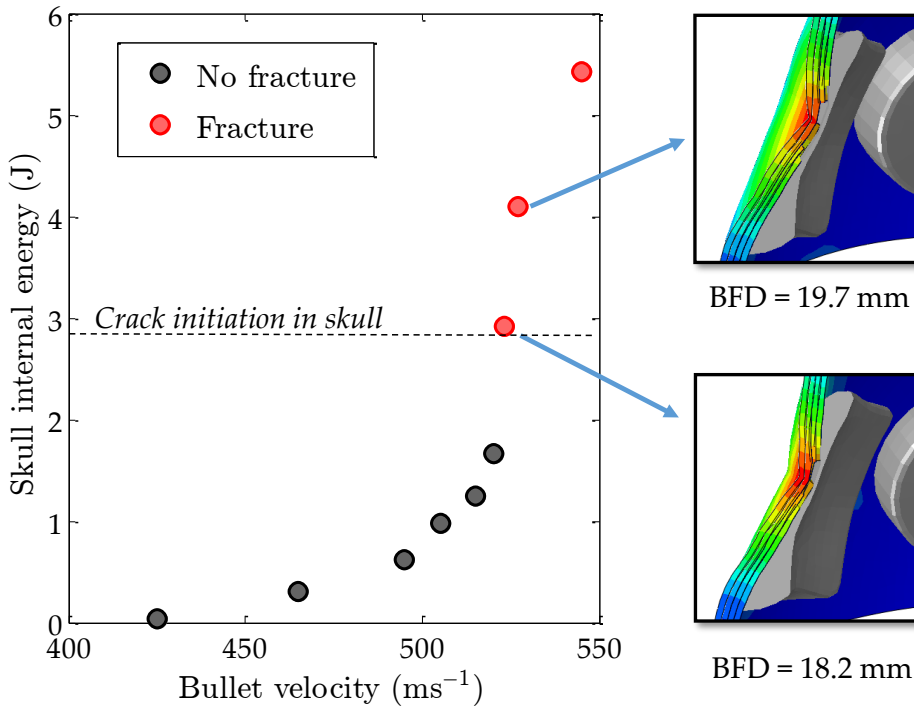 6
5
4
3
2
1
0
Skull internal energy (J)
No fracture
Fracture
Crack initiation in skull
400
450
500
550
Bullet velocity (ms⁻¹)
BFD = 19.7 mm
BFD = 18.2 mm